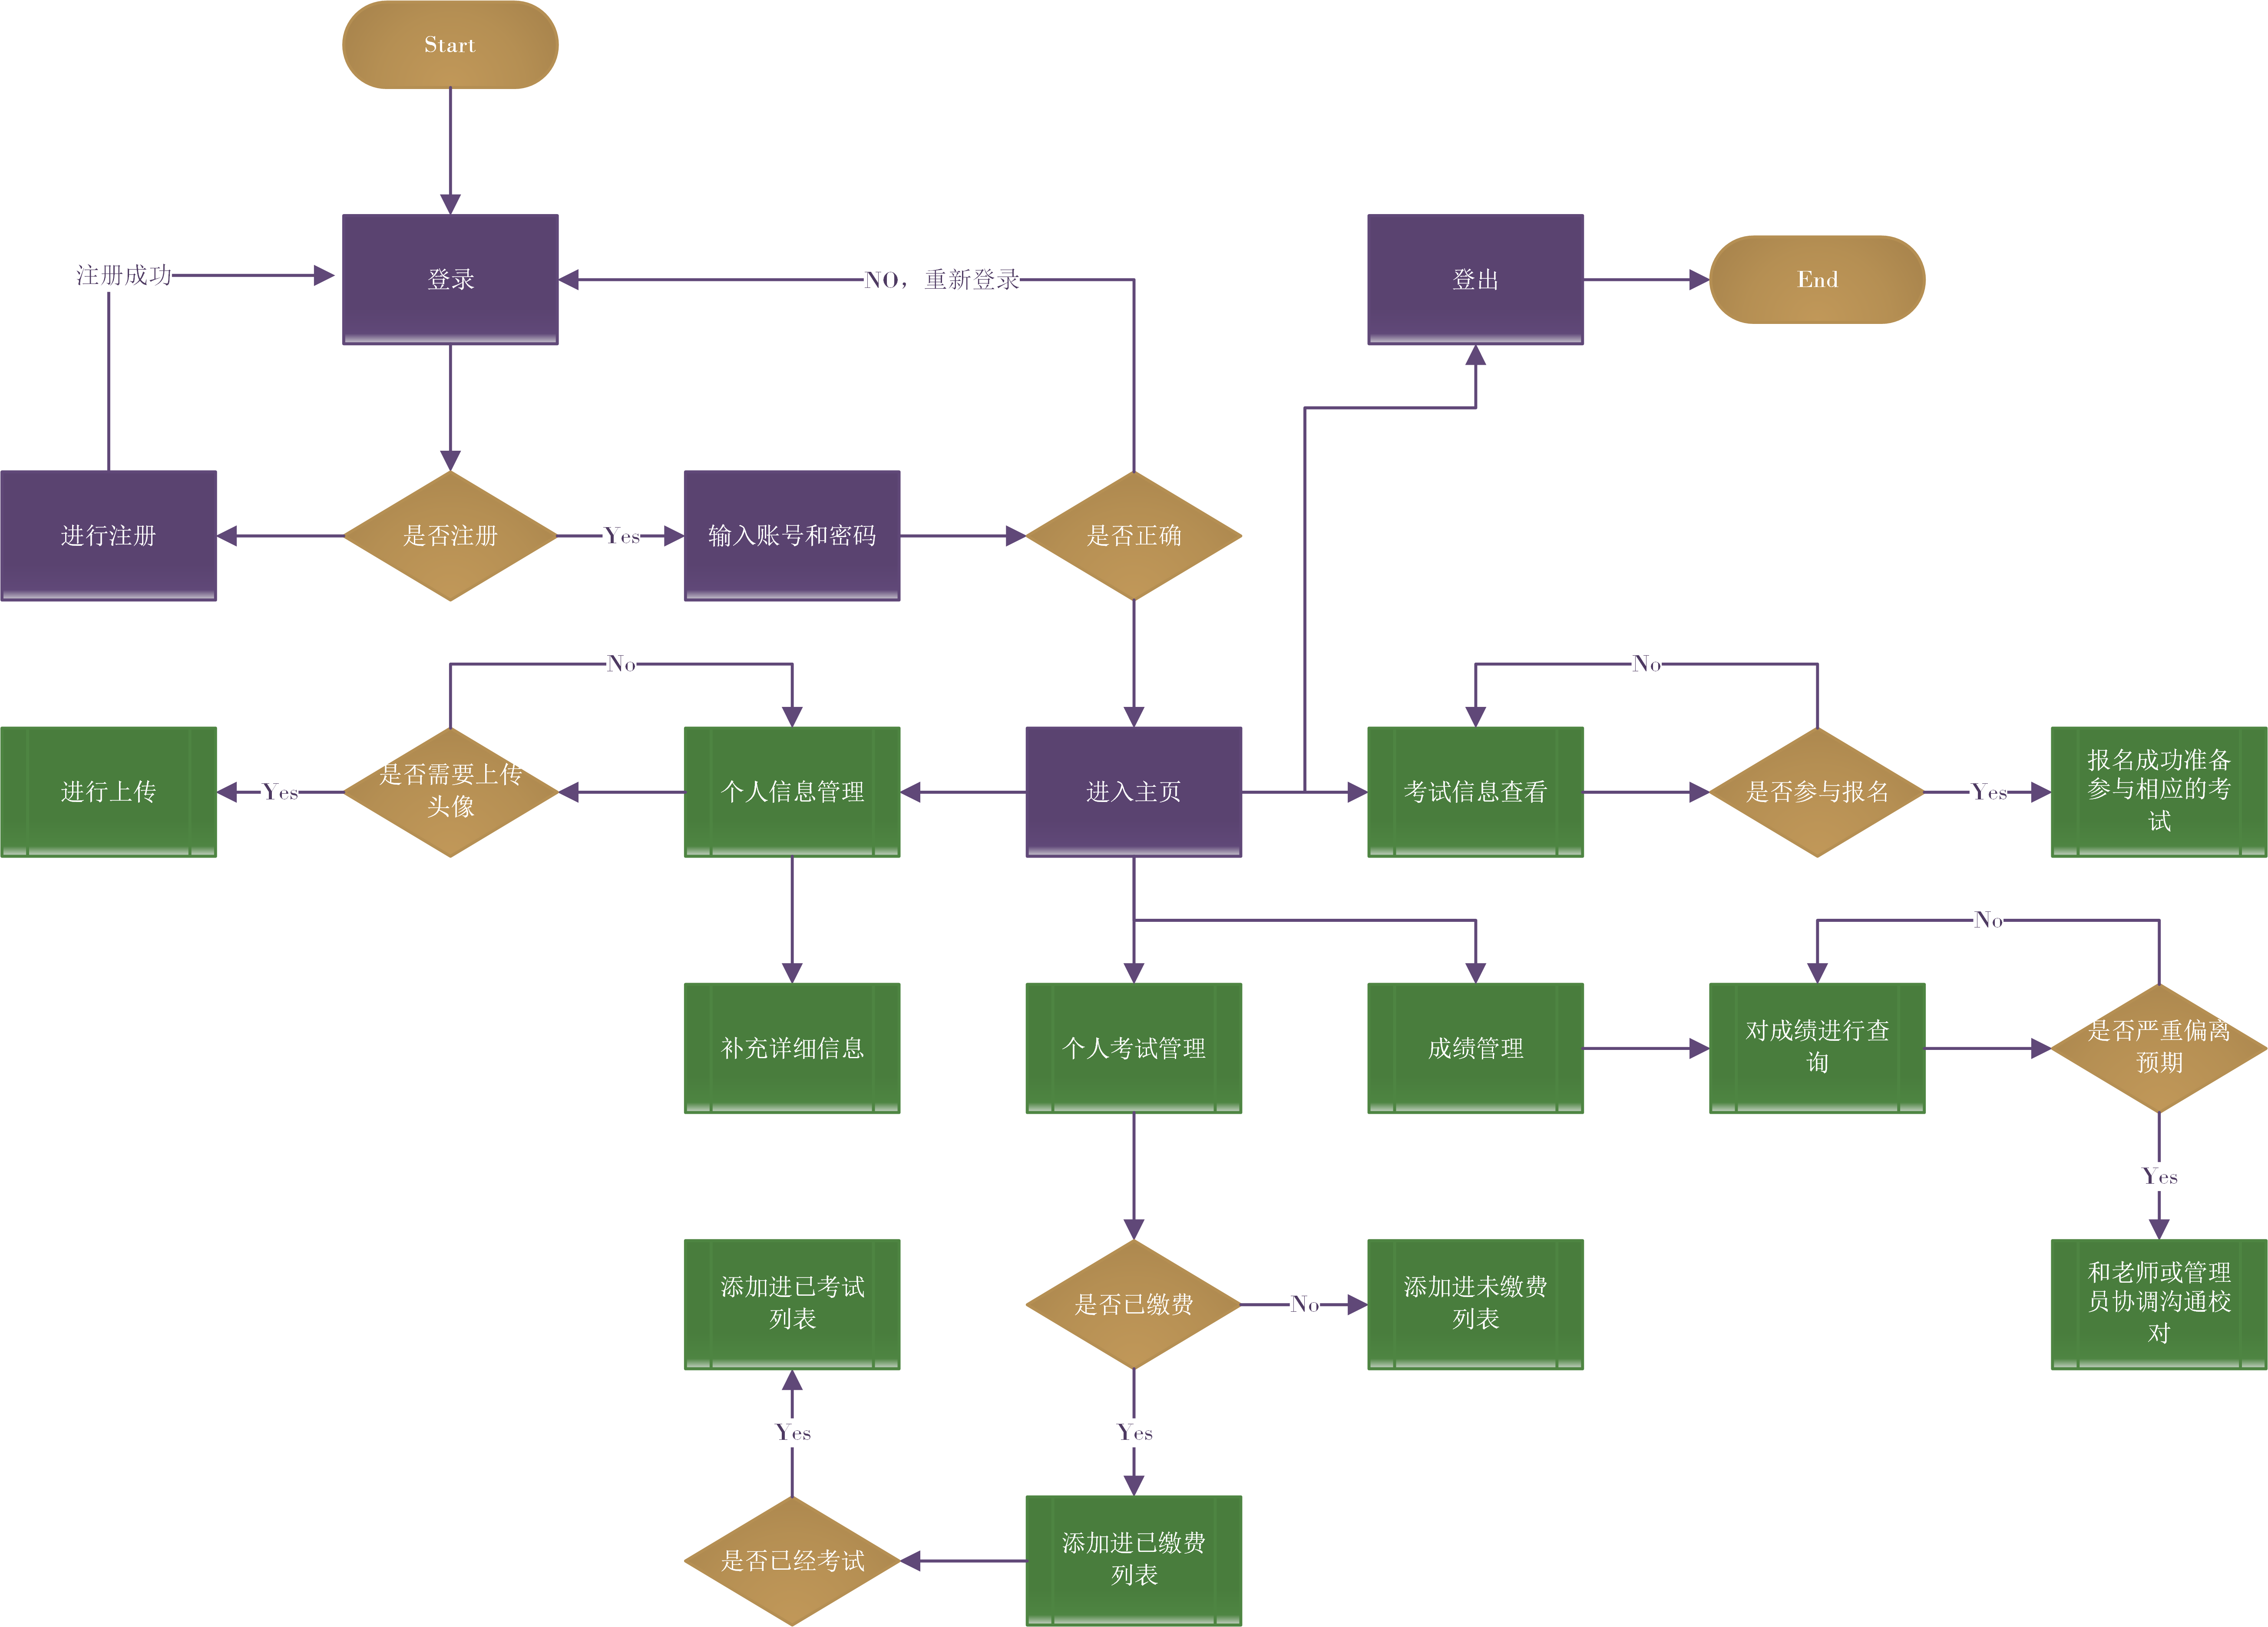 Start
注册成功
登录
NO，重新登录
登出
End
进行注册
是否注册
Yes
输入账号和密码
是否正确
No
No
进行上传
Yes
是否需要上传
头像
个人信息管理
进入主页
考试信息查看
是否参与报名
Yes
报名成功准备
参与相应的考
试
No
补充详细信息
个人考试管理
成绩管理
对成绩进行查
询
是否严重偏离
预期
Yes
添加进已考试
列表
是否已缴费
No
添加进未缴费
列表
和老师或管理
员协调沟通校
对
Yes
Yes
是否已经考试
添加进已缴费
列表